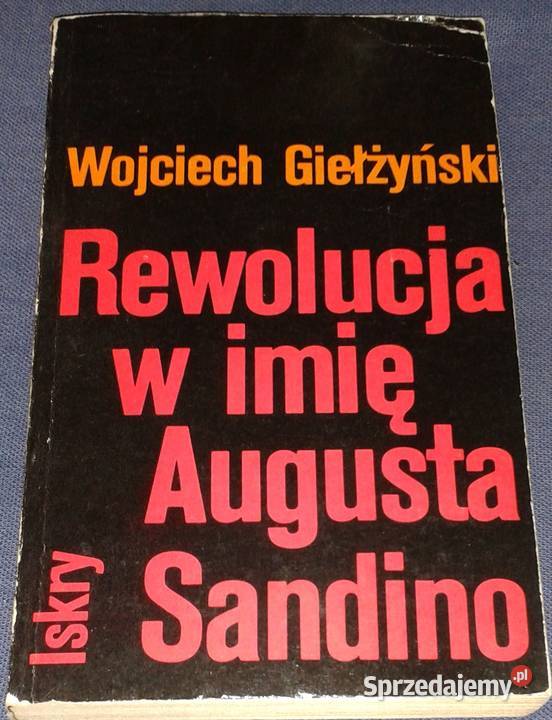 Wojciech Giełżyński
Rewolucja
w imię
Augusta
Sandino
Iskry
Sprzedajemy.pl